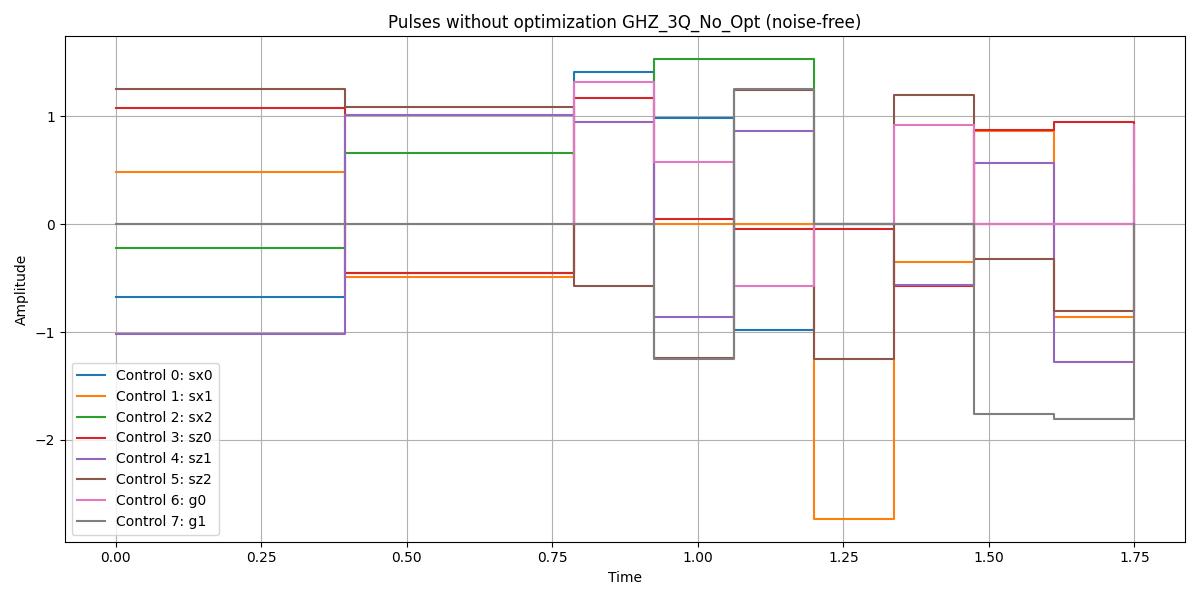 Pulses without optimization GHZ_3Q_No_Opt (noise-free)
Amplitude
1
0
−1
−2
Control 0: sx0
Control 1: sx1
Control 2: sx2
Control 3: sz0
Control 4: sz1
Control 5: sz2
Control 6: g0
Control 7: g1
0.00 0.25 0.50 0.75 1.00 1.25 1.50 1.75
Time